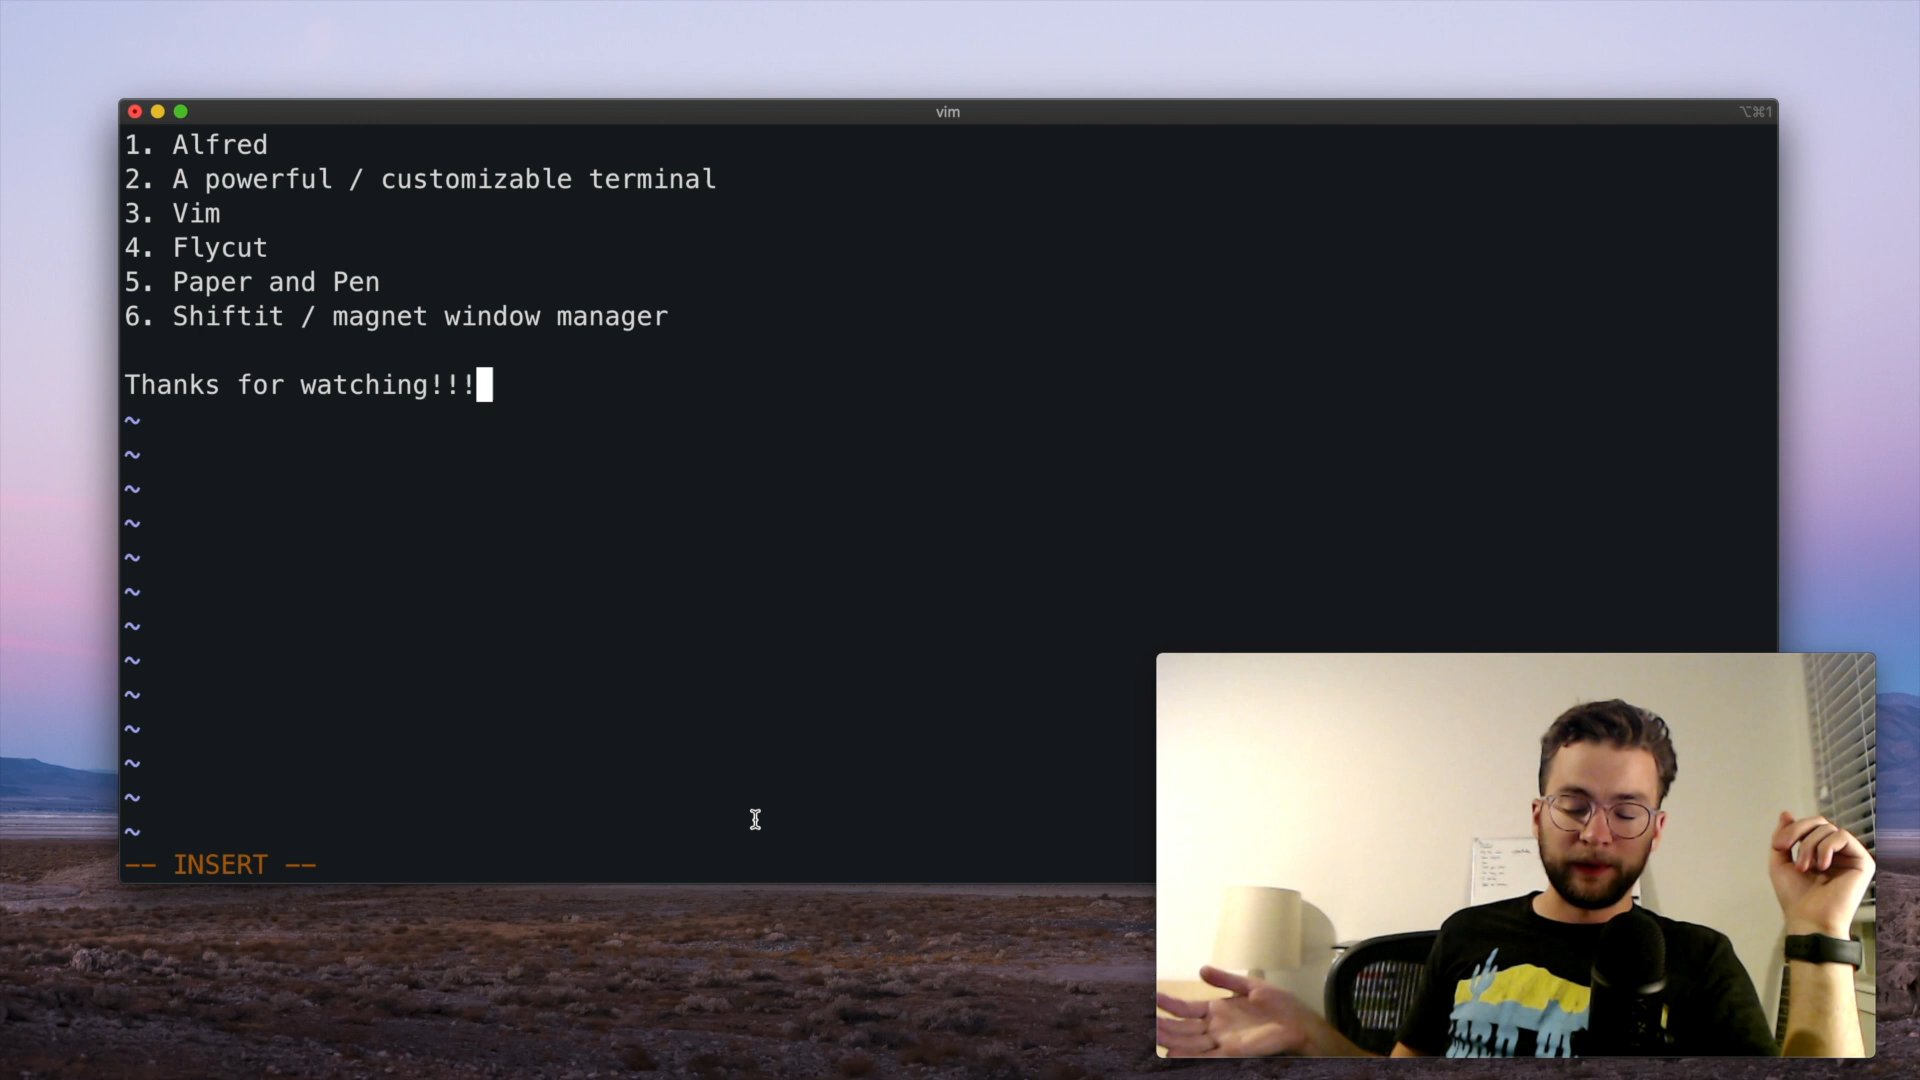 vim
⌥⌘1
1. Alfred
2. A powerful / customizable terminal
3. Vim
4. Flycut
5. Paper and Pen
6. Shiftit / magnet window manager
Thanks for watching!!!
~
~
~
~
~
~
~
~
~
~
~
~
~
-- INSERT --